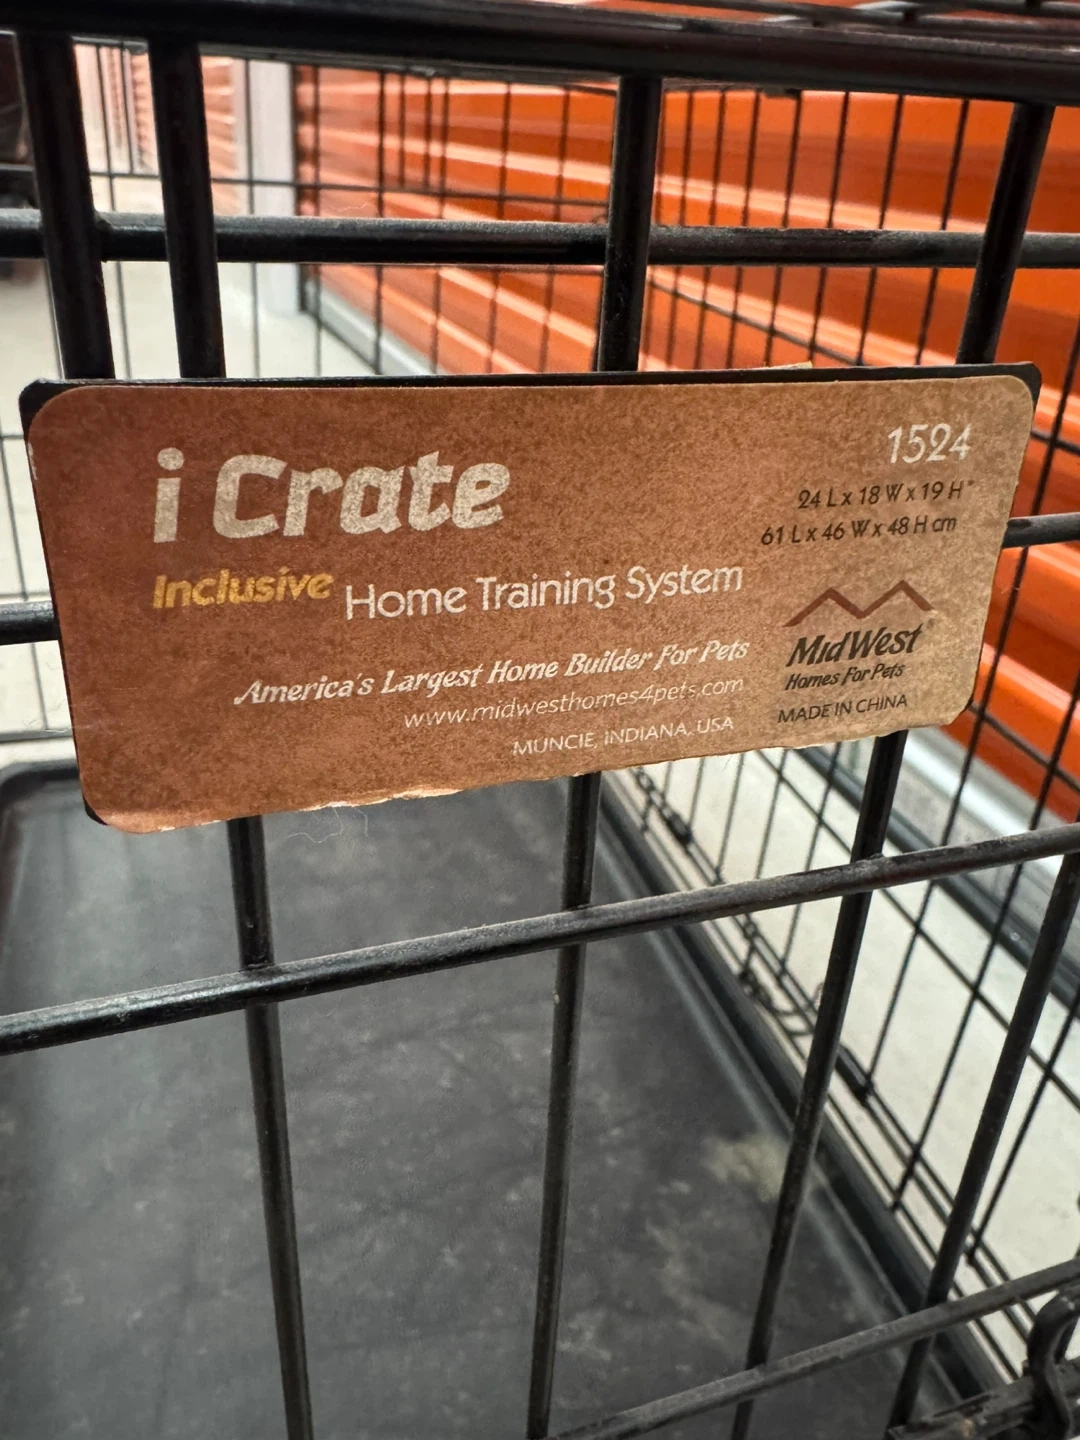 i Crate
1524
24 L x 18 W x 19 H"
61 L x 46 W x 48 H cm
Inclusive Home Training System
MidWest®
Homes For Pets
America's Largest Home Builder For Pets
www.midwesthomes4pets.com
MUNCIE, INDIANA, USA
MADE IN CHINA